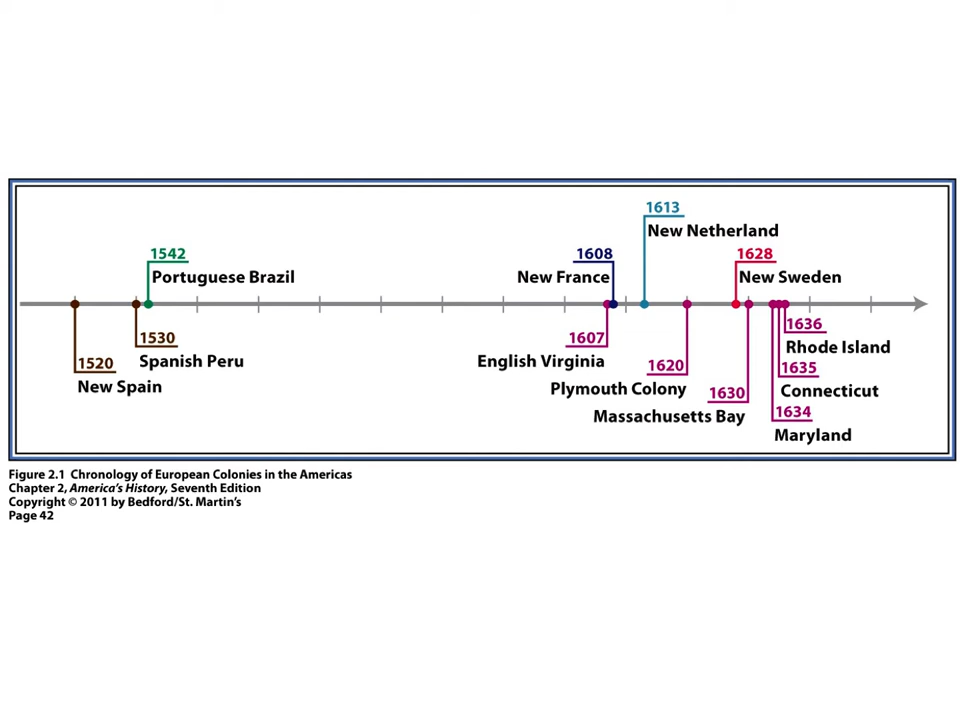 1613
New Netherland
1542
Portuguese Brazil
1608
New France
1628
New Sweden
1520
New Spain
1530
Spanish Peru
1607
English Virginia
1620
Plymouth Colony
1630
Massachusetts Bay
1636
Rhode Island
1635
Connecticut
1634
Maryland
Figure 2.1 Chronology of European Colonies in the Americas
Chapter 2, America's History, Seventh Edition
Copyright © 2011 by Bedford/St. Martin's
Page 42